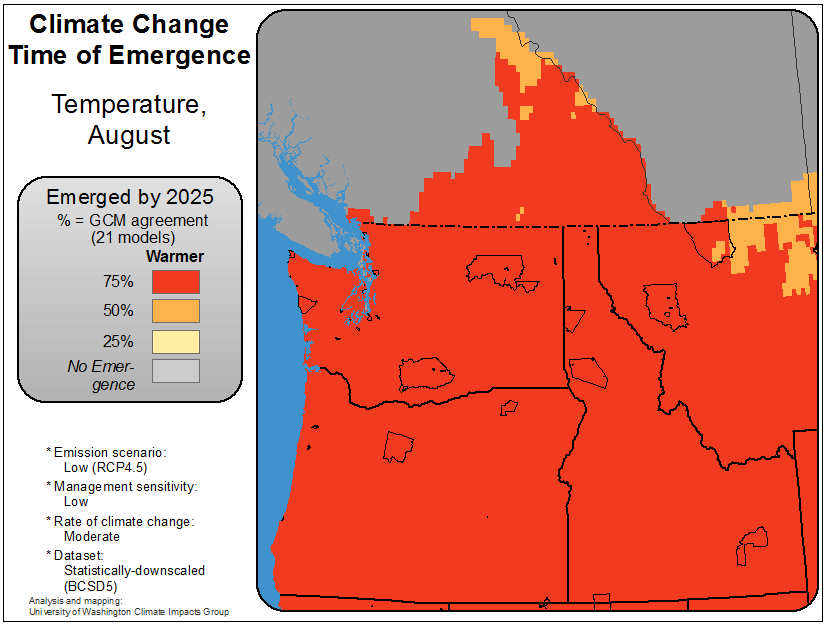 Climate Change
Time of Emergence
Temperature,
August
Emerged by 2025
% = GCM agreement
(21 models)
Warmer
75%
50%
25%
No Emer-
gence
* Emission scenario:
Low (RCP4.5)
* Management sensitivity:
Low
* Rate of climate change:
Moderate
* Dataset:
Statistically-downscaled
(BCSD5)
Analysis and mapping:
University of Washington Climate Impacts Group